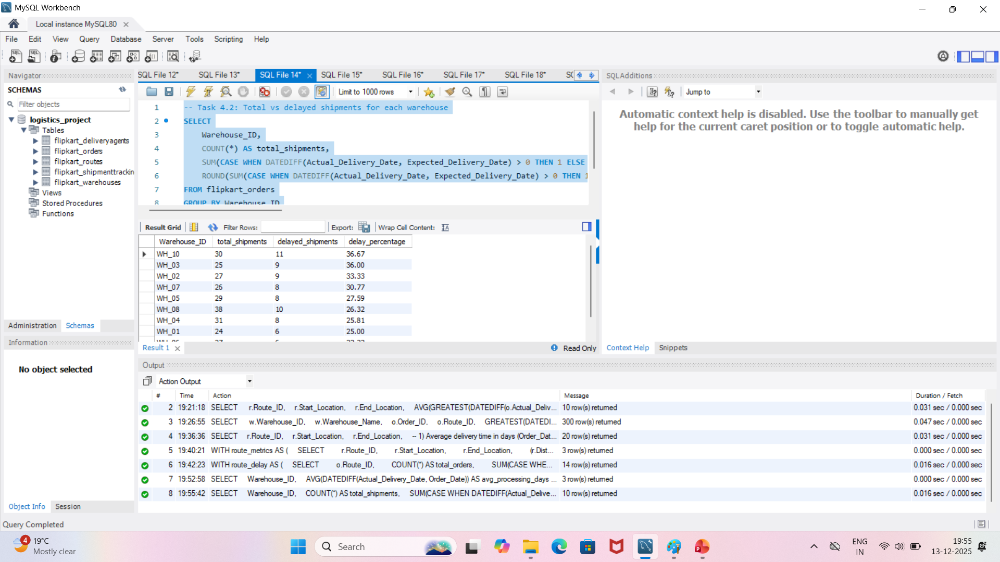 MySQL Workbench
Local instance MySQL80
File Edit View Query Database Server Tools Scripting Help
Navigator
SCHEMAS
Filter objects
logistics_project
Tables
flipkart_deliveryagents
flipkart_orders
flipkart_routes
flipkart_shipmenttrackin
flipkart_warehouses
Views
Stored Procedures
Functions
Administration Schemas
Information
No object selected
Object Info Session
SQL File 12* SQL File 13* SQL File 14* SQL File 15* SQL File 16* SQL File 17* SQL File 18*
Limit to 1000 rows
1 -- Task 4.2: Total vs delayed shipments for each warehouse
2 SELECT
3 Warehouse_ID,
4 COUNT(*) AS total_shipments,
5 SUM(CASE WHEN DATEDIFF(Actual_Delivery_Date, Expected_Delivery_Date) > 0 THEN 1 ELSE
6 ROUND(SUM(CASE WHEN DATEDIFF(Actual_Delivery_Date, Expected_Delivery_Date) > 0 THEN 1
7 FROM flipkart_orders
8 GROUP BY Warehouse_ID
Result Grid Filter Rows: Export: Wrap Cell Content:
Warehouse_ID total_shipments delayed_shipments delay_percentage
WH_10 30 11 36.67
WH_03 25 9 36.00
WH_02 27 9 33.33
WH_07 26 8 30.77
WH_05 29 8 27.59
WH_08 38 10 26.32
WH_04 31 8 25.81
WH_01 24 6 25.00
Result 1 Read Only
SQLAdditions
Jump to
Automatic context help is disabled. Use the toolbar to manually get
help for the current caret position or to toggle automatic help.
Context Help Snippets
Output
Action Output
# Time Action Message Duration / Fetch
2 19:21:18 SELECT r.Route_ID, r.Start_Location, r.End_Location, AVG(GREATEST(DATEDIFF(o.Actual_Deliv... 10 row(s) returned 0.031 sec / 0.000 sec
3 19:26:55 SELECT w.Warehouse_ID, w.Warehouse_Name, o.Order_ID, o.Route_ID, GREATEST(DATEDI... 300 row(s) returned 0.047 sec / 0.000 sec
4 19:36:36 SELECT r.Route_ID, r.Start_Location, r.End_Location, -- 1) Average delivery time in days (Order_Dat... 20 row(s) returned 0.031 sec / 0.000 sec
5 19:40:21 WITH route_metrics AS ( SELECT r.Route_ID, r.Start_Location, r.End_Location, (r.Dist... 3 row(s) returned 0.000 sec / 0.000 sec
6 19:42:23 WITH route_delay AS ( SELECT o.Route_ID, COUNT(*) AS total_orders, SUM(CASE WHE... 14 row(s) returned 0.016 sec / 0.000 sec
7 19:52:58 SELECT Warehouse_ID, AVG(DATEDIFF(Actual_Delivery_Date, Order_Date)) AS avg_processing_days ... 3 row(s) returned 0.000 sec / 0.000 sec
8 19:55:42 SELECT Warehouse_ID, COUNT(*) AS total_shipments, SUM(CASE WHEN DATEDIFF(Actual_Delive... 10 row(s) returned 0.016 sec / 0.000 sec
Query Completed
4
19°C
Mostly clear
Search
ENG
IN
19:55
13-12-2025